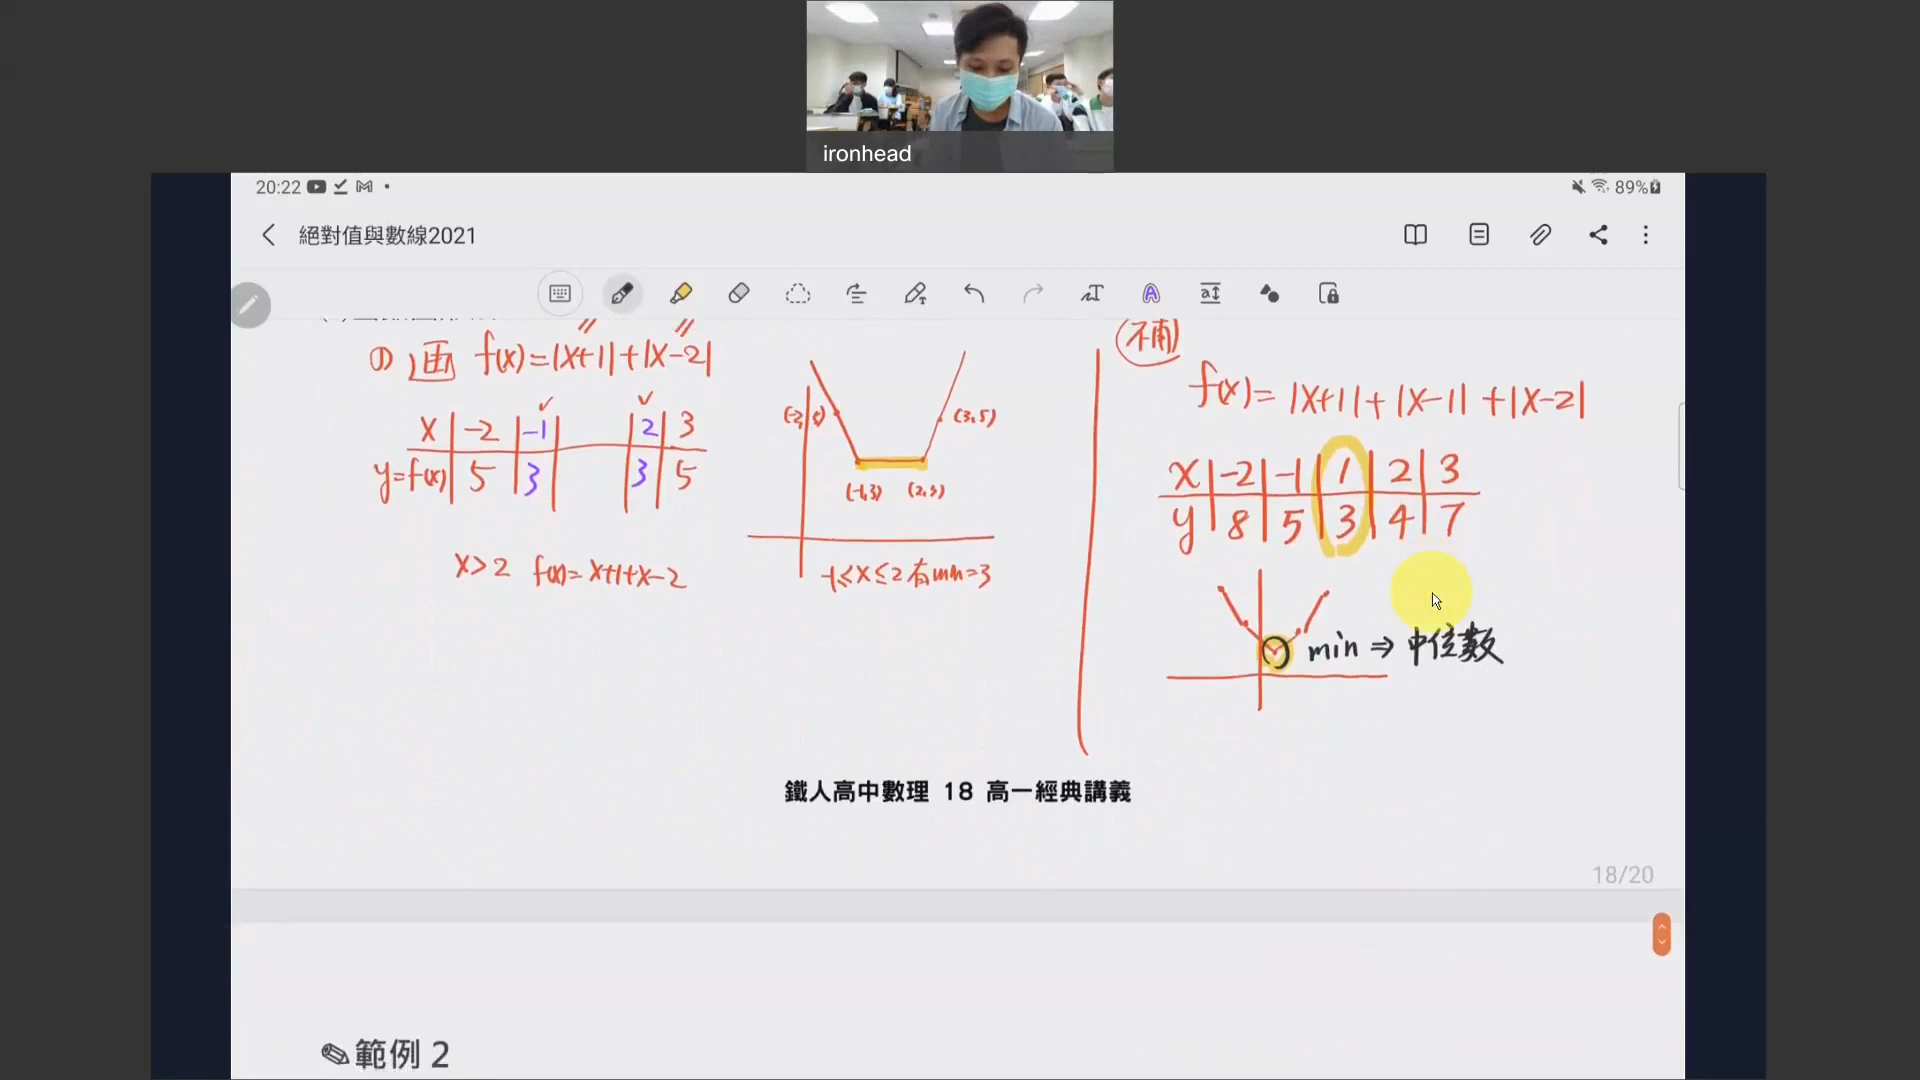 ironhead
20:22
89%
絕對值與數線2021
① 画 f(x)=|x+1|+|x-2|
x -2 -1 2 3
y=f(x) 5 3 3 5
x>2 f(x)=x+1+x-2
(3,5)
(-1,3) (2,3)
-1≤x≤2有min=3
補
f(x)=|x+1|+|x-1|+|x-2|
x -2 -1 1 2 3
y 8 5 3 4 7
min ⇒ 中位數
鐵人高中數理 18 高一經典講義
18/20
✎範例 2